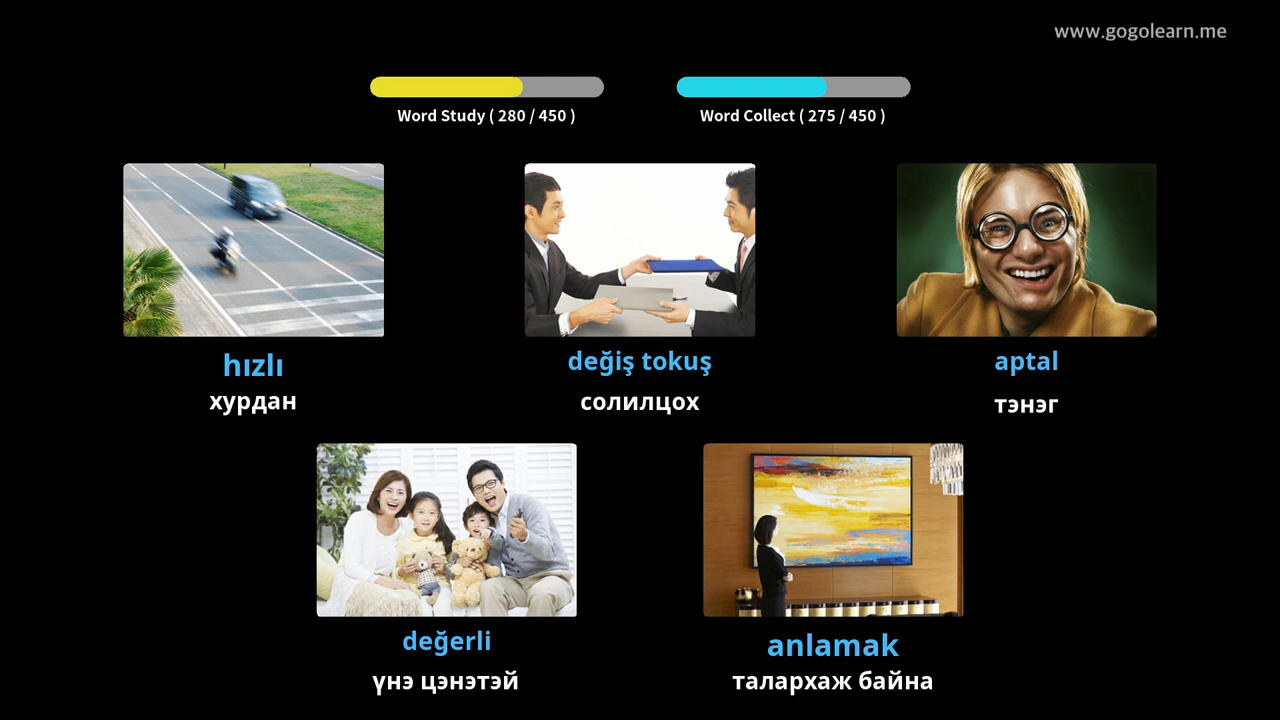 www.gogolearn.me
Word Study ( 280 / 450 )
Word Collect ( 275 / 450 )
hızlı
хурдан
değiş tokuş
солилцох
aptal
тэнэг
değerli
үнэ цэнэтэй
anlamak
талархаж байна